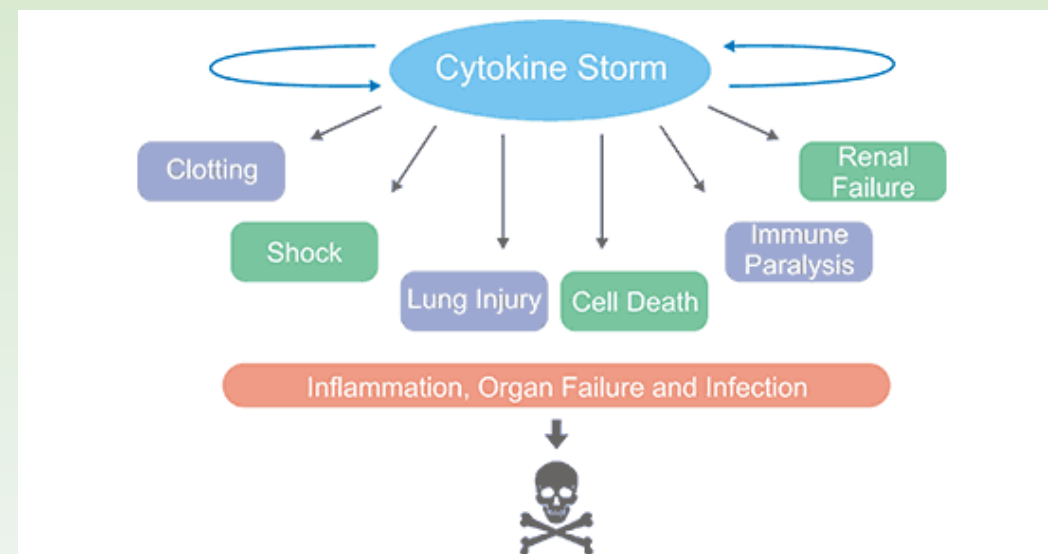 Cytokine Storm
Clotting
Renal
Failure
Shock
Immune
Paralysis
Lung Injury
Cell Death
Inflammation, Organ Failure and Infection